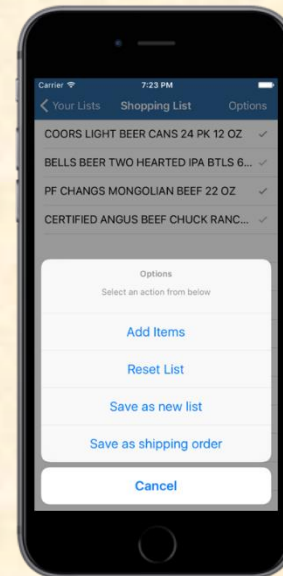 Carrier 7:23 PM
Your Lists Shopping List Options
COORS LIGHT BEER CANS 24 PK 12 OZ
BELLS BEER TWO HEARTED IPA BTLS 6...
PF CHANGS MONGOLIAN BEEF 22 OZ
CERTIFIED ANGUS BEEF CHUCK RANC...
Options
Select an action from below
Add Items
Reset List
Save as new list
Save as shipping order
Cancel